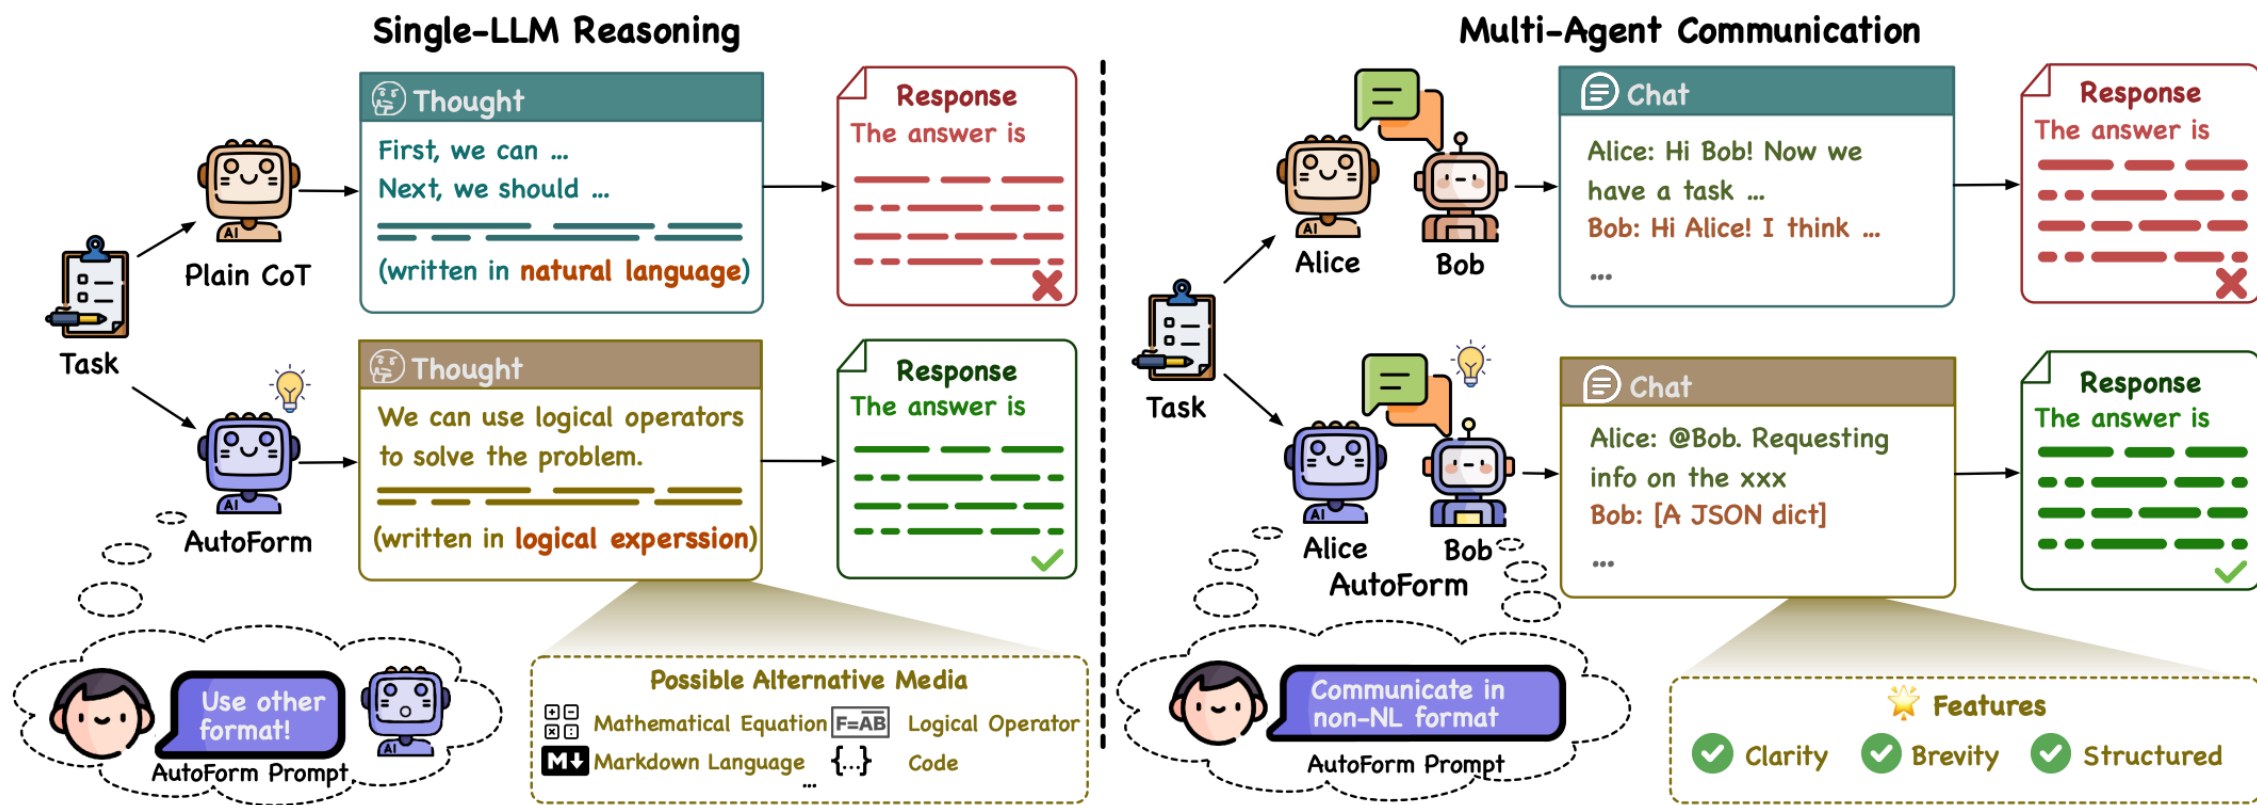 Single-LLM Reasoning
Thought
First, we can ...
Next, we should ...
(written in natural language)
Response
The answer is
AI
Plain CoT
Task
Thought
We can use logical operators
to solve the problem.
(written in logical experssion)
Response
The answer is
AI
AutoForm
Use other
format!
AI
AutoForm Prompt
Possible Alternative Media
Mathematical Equation
F=AB
Logical Operator
M
Markdown Language
{...}
Code
...
Multi-Agent Communication
Chat
Alice: Hi Bob! Now we
have a task ...
Bob: Hi Alice! I think ...
...
Response
The answer is
AI
Alice
Bob
Task
Chat
Alice: @Bob. Requesting
info on the xxx
Bob: [A JSON dict]
...
Response
The answer is
AI
Alice
Bob
AutoForm
Communicate in
non-NL format
AutoForm Prompt
Features
Clarity
Brevity
Structured